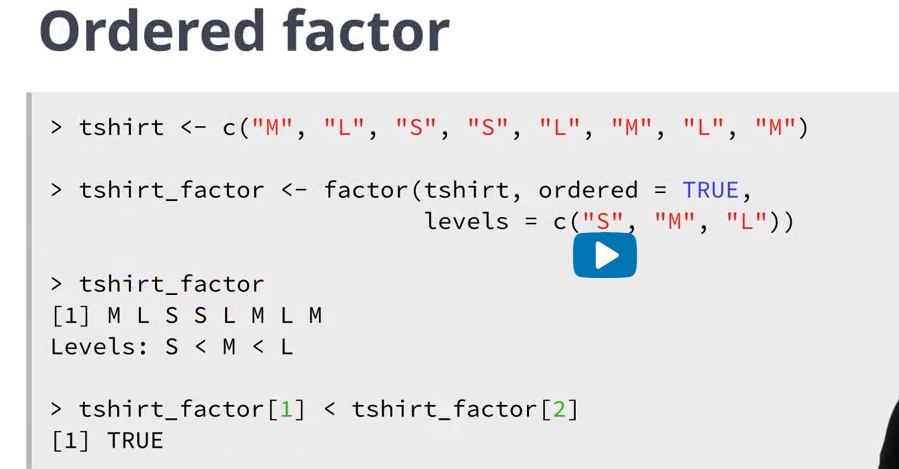 Ordered factor
> tshirt <- c("M", "L", "S", "S", "L", "M", "L", "M")
> tshirt_factor <- factor(tshirt, ordered = TRUE,
levels = c("S", "M", "L"))
> tshirt_factor
[1] M L S S L M L M
Levels: S < M < L
> tshirt_factor[1] < tshirt_factor[2]
[1] TRUE